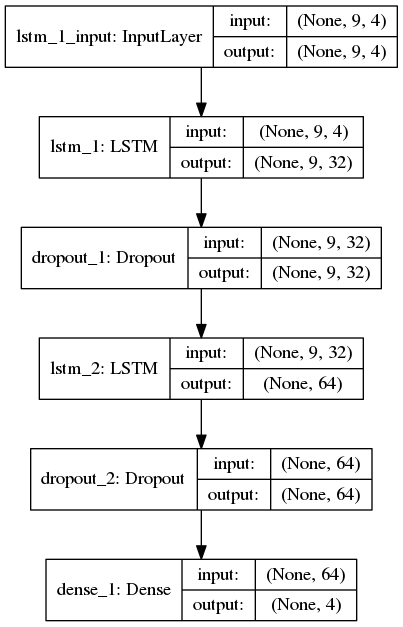 lstm_1_input: InputLayer
input: (None, 9, 4)
output: (None, 9, 4)
lstm_1: LSTM
input: (None, 9, 4)
output: (None, 9, 32)
dropout_1: Dropout
input: (None, 9, 32)
output: (None, 9, 32)
lstm_2: LSTM
input: (None, 9, 32)
output: (None, 64)
dropout_2: Dropout
input: (None, 64)
output: (None, 64)
dense_1: Dense
input: (None, 64)
output: (None, 4)